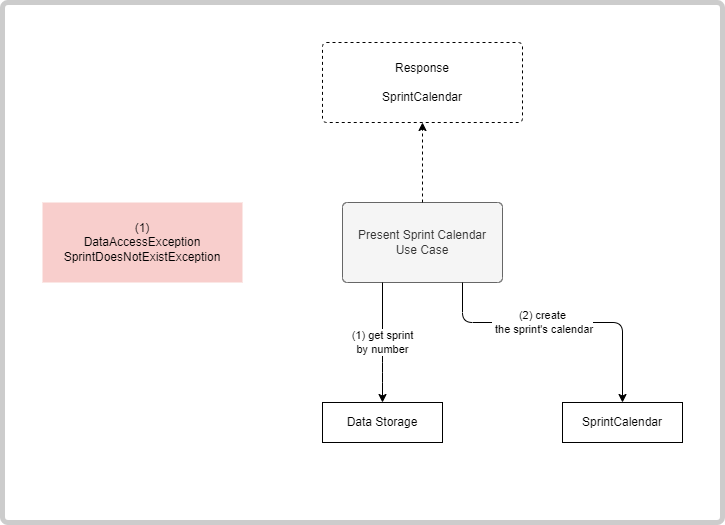 Response
SprintCalendar
(1)
DataAccessException
SprintDoesNotExistException
Present Sprint Calendar
Use Case
(1) get sprint
by number
(2) create
the sprint's calendar
Data Storage
SprintCalendar